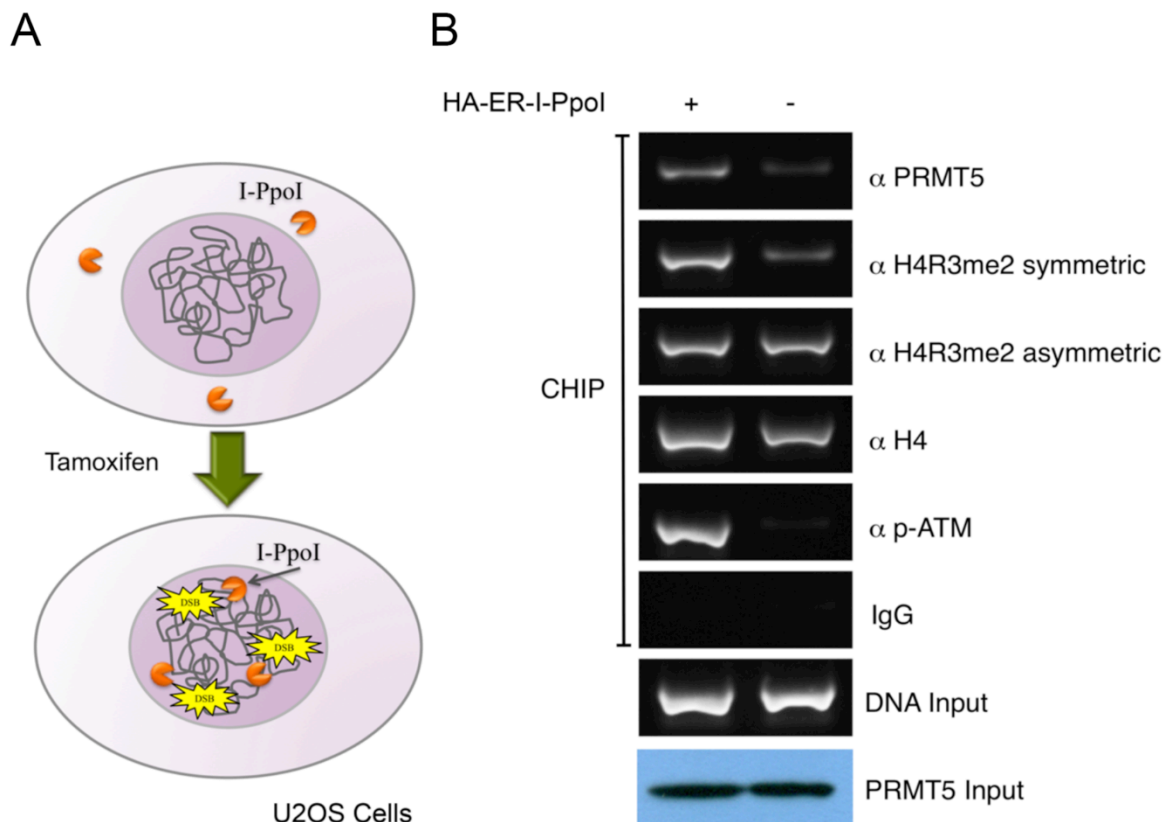 A
I-PpoI
Tamoxifen
I-PpoI
DSB
DSB
DSB
U2OS Cells
B
HA-ER-I-PpoI + -
CHIP
α PRMT5
α H4R3me2 symmetric
α H4R3me2 asymmetric
α H4
α p-ATM
IgG
DNA Input
PRMT5 Input